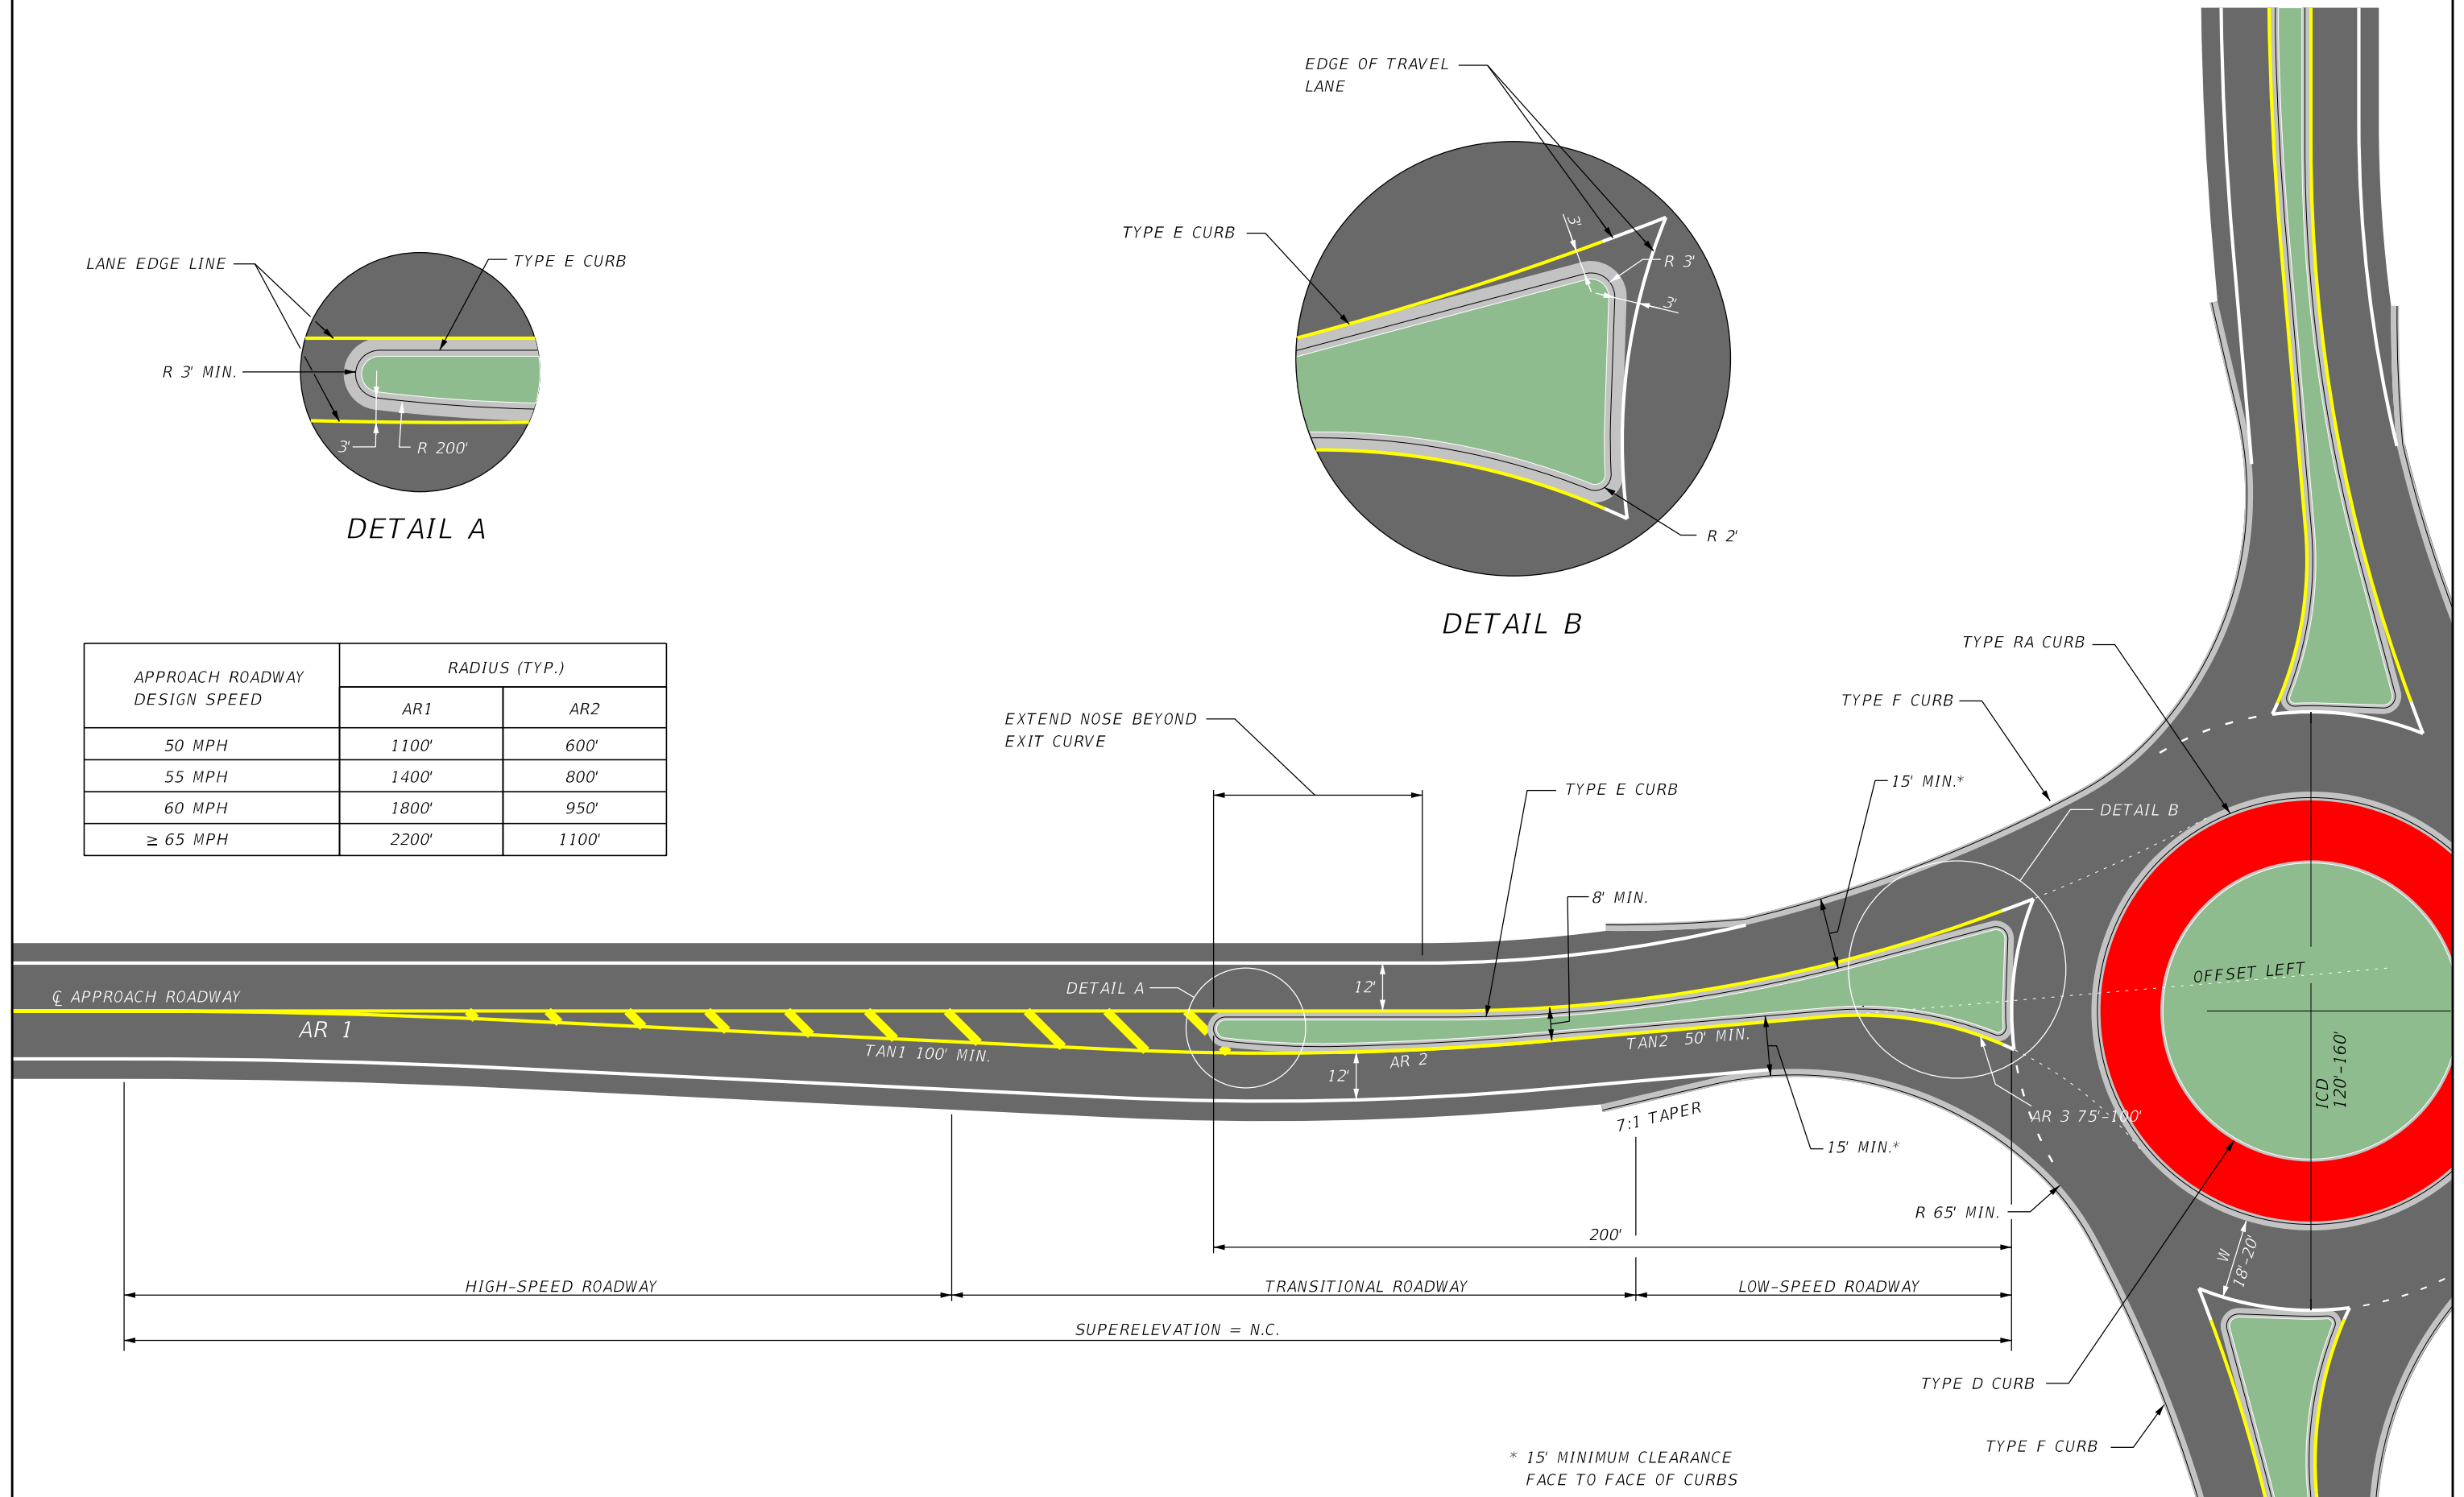 EDGE OF TRAVEL
LANE
TYPE E CURB
3'
R 3'
3'
R 2'
DETAIL B
LANE EDGE LINE
TYPE E CURB
R 3' MIN.
3'
R 200'
DETAIL A
APPROACH ROADWAY
DESIGN SPEED
RADIUS (TYP.)
AR1 AR2
50 MPH 1100' 600'
55 MPH 1400' 800'
60 MPH 1800' 950'
≥ 65 MPH 2200' 1100'
EXTEND NOSE BEYOND
EXIT CURVE
TYPE E CURB
8' MIN.
15' MIN.*
TYPE RA CURB
TYPE F CURB
DETAIL B
℄ APPROACH ROADWAY
AR 1
TAN1 100' MIN.
DETAIL A
12'
12'
AR 2
TAN2 50' MIN.
OFFSET LEFT
ICD
120'-160'
AR 3 75'-100'
7:1 TAPER
15' MIN.*
R 65' MIN.
200'
W
18'-20'
HIGH-SPEED ROADWAY
TRANSITIONAL ROADWAY
LOW-SPEED ROADWAY
SUPERELEVATION = N.C.
TYPE D CURB
TYPE F CURB
* 15' MINIMUM CLEARANCE
FACE TO FACE OF CURBS